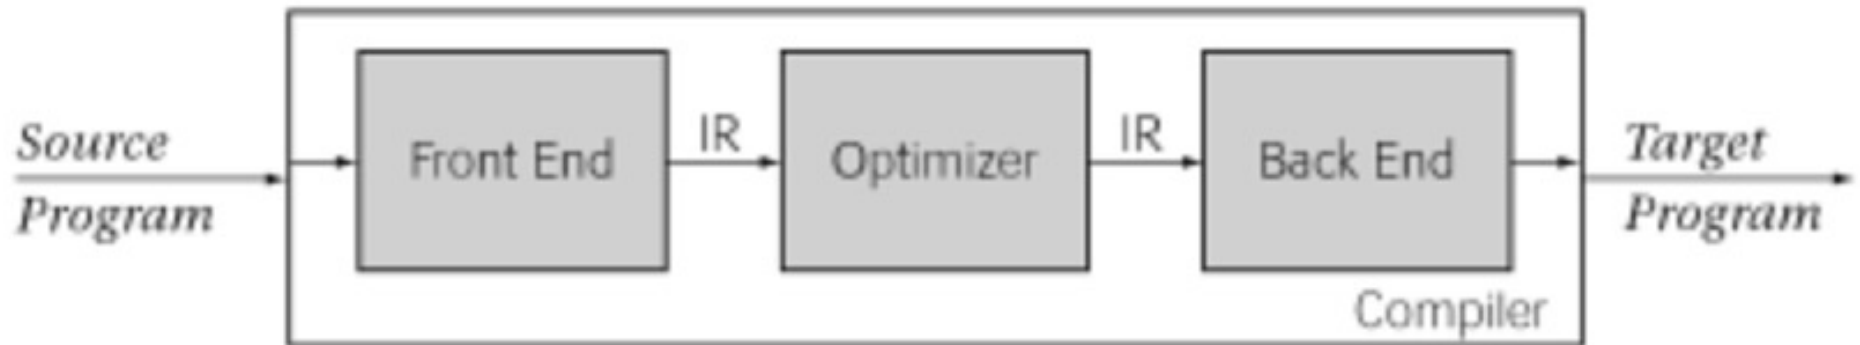 Source
Program
Front End
IR
Optimizer
IR
Back End
Target
Program
Compiler